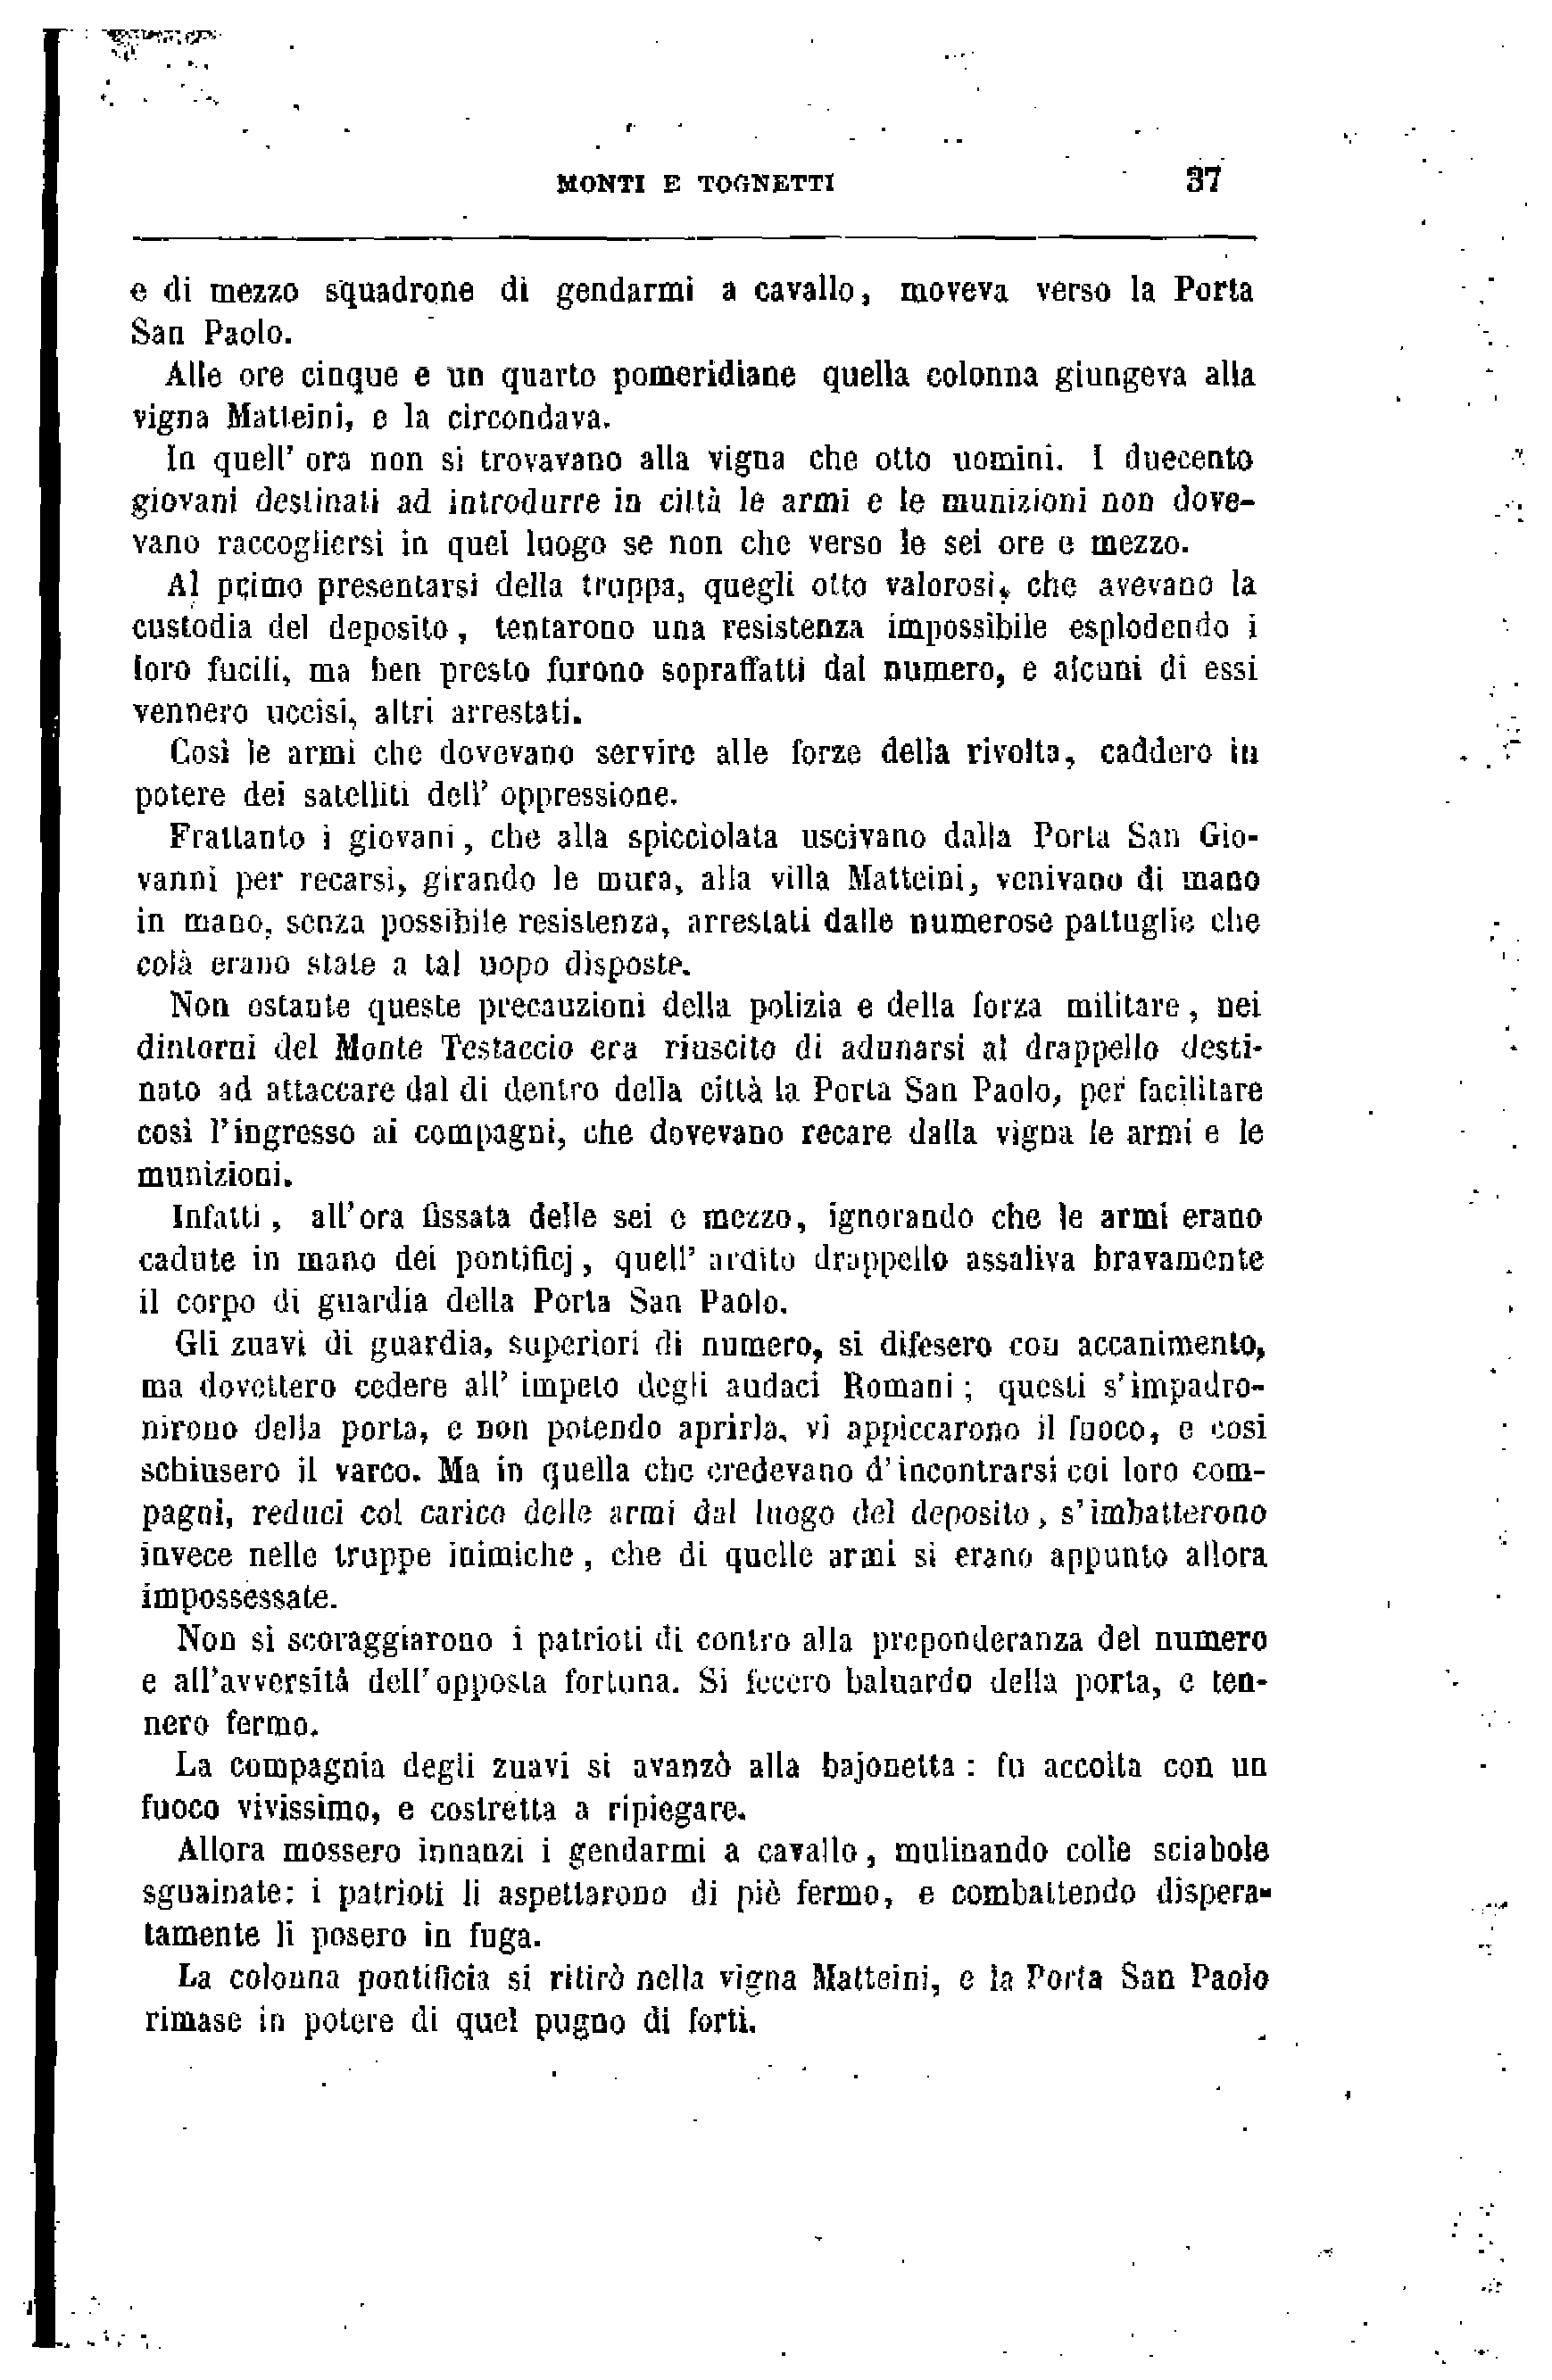 MONTI E TOGNETTI 37
e di mezzo squadrone di gendarmi a cavallo, moveva verso la Porta
San Paolo.
Alle ore cinque e un quarto pomeridiane quella colonna giungeva alla
vigna Matteini, e la circondava.
In quell' ora non si trovavano alla vigna che otto uomini. I duecento
giovani destinati ad introdurre in città le armi e le munizioni non dove-
vano raccogliersi in quel luogo se non che verso le sei ore e mezzo.
Al primo presentarsi della truppa, quegli otto valorosi, che avevano la
custodia del deposito, tentarono una resistenza impossibile esplodendo i
loro fucili, ma ben presto furono sopraffatti dal numero, e alcuni di essi
vennero uccisi, altri arrestati.
Così le armi che dovevano servire alle forze della rivolta, caddero in
potere dei satelliti dell' oppressione.
Frattanto i giovani, che alla spicciolata uscivano dalla Porta San Gio-
vanni per recarsi, girando le mura, alla villa Matteini, venivano di mano
in mano, senza possibile resistenza, arrestati dalle numerose pattuglie che
colà erano state a tal uopo disposte.
Non ostante queste precauzioni della polizia e della forza militare, nei
dintorni del Monte Testaccio era riuscito di adunarsi al drappello desti-
nato ad attaccare dal di dentro della città la Porta San Paolo, per facilitare
così l'ingresso ai compagni, che dovevano recare dalla vigna le armi e le
munizioni.
Infatti, all'ora fissata delle sei e mezzo, ignorando che le armi erano
cadute in mano dei pontificj, quell' ardito drappello assaliva bravamente
il corpo di guardia della Porta San Paolo.
Gli zuavi di guardia, superiori di numero, si difesero con accanimento,
ma dovettero cedere all' impeto degli audaci Romani; questi s'impadro-
nirono della porta, e non potendo aprirla, vi appiccarono il fuoco, e così
schiusero il varco. Ma in quella che credevano d'incontrarsi coi loro com-
pagni, reduci col carico delle armi dal luogo del deposito, s'imbatterono
invece nelle truppe inimiche, che di quelle armi si erano appunto allora
impossessate.
Non si scoraggiarono i patrioti di contro alla preponderanza del numero
e all'avversità dell'opposta fortuna. Si fecero baluardo della porta, e ten-
nero fermo.
La compagnia degli zuavi si avanzò alla bajonetta: fu accolta con un
fuoco vivissimo, e costretta a ripiegare.
Allora mossero innanzi i gendarmi a cavallo, mulinando colle sciabole
sguainate: i patrioti li aspettarono di piè fermo, e combattendo dispera-
tamente li posero in fuga.
La colonna pontificia si ritirò nella vigna Matteini, e la Porta San Paolo
rimase in potere di quel pugno di forti.